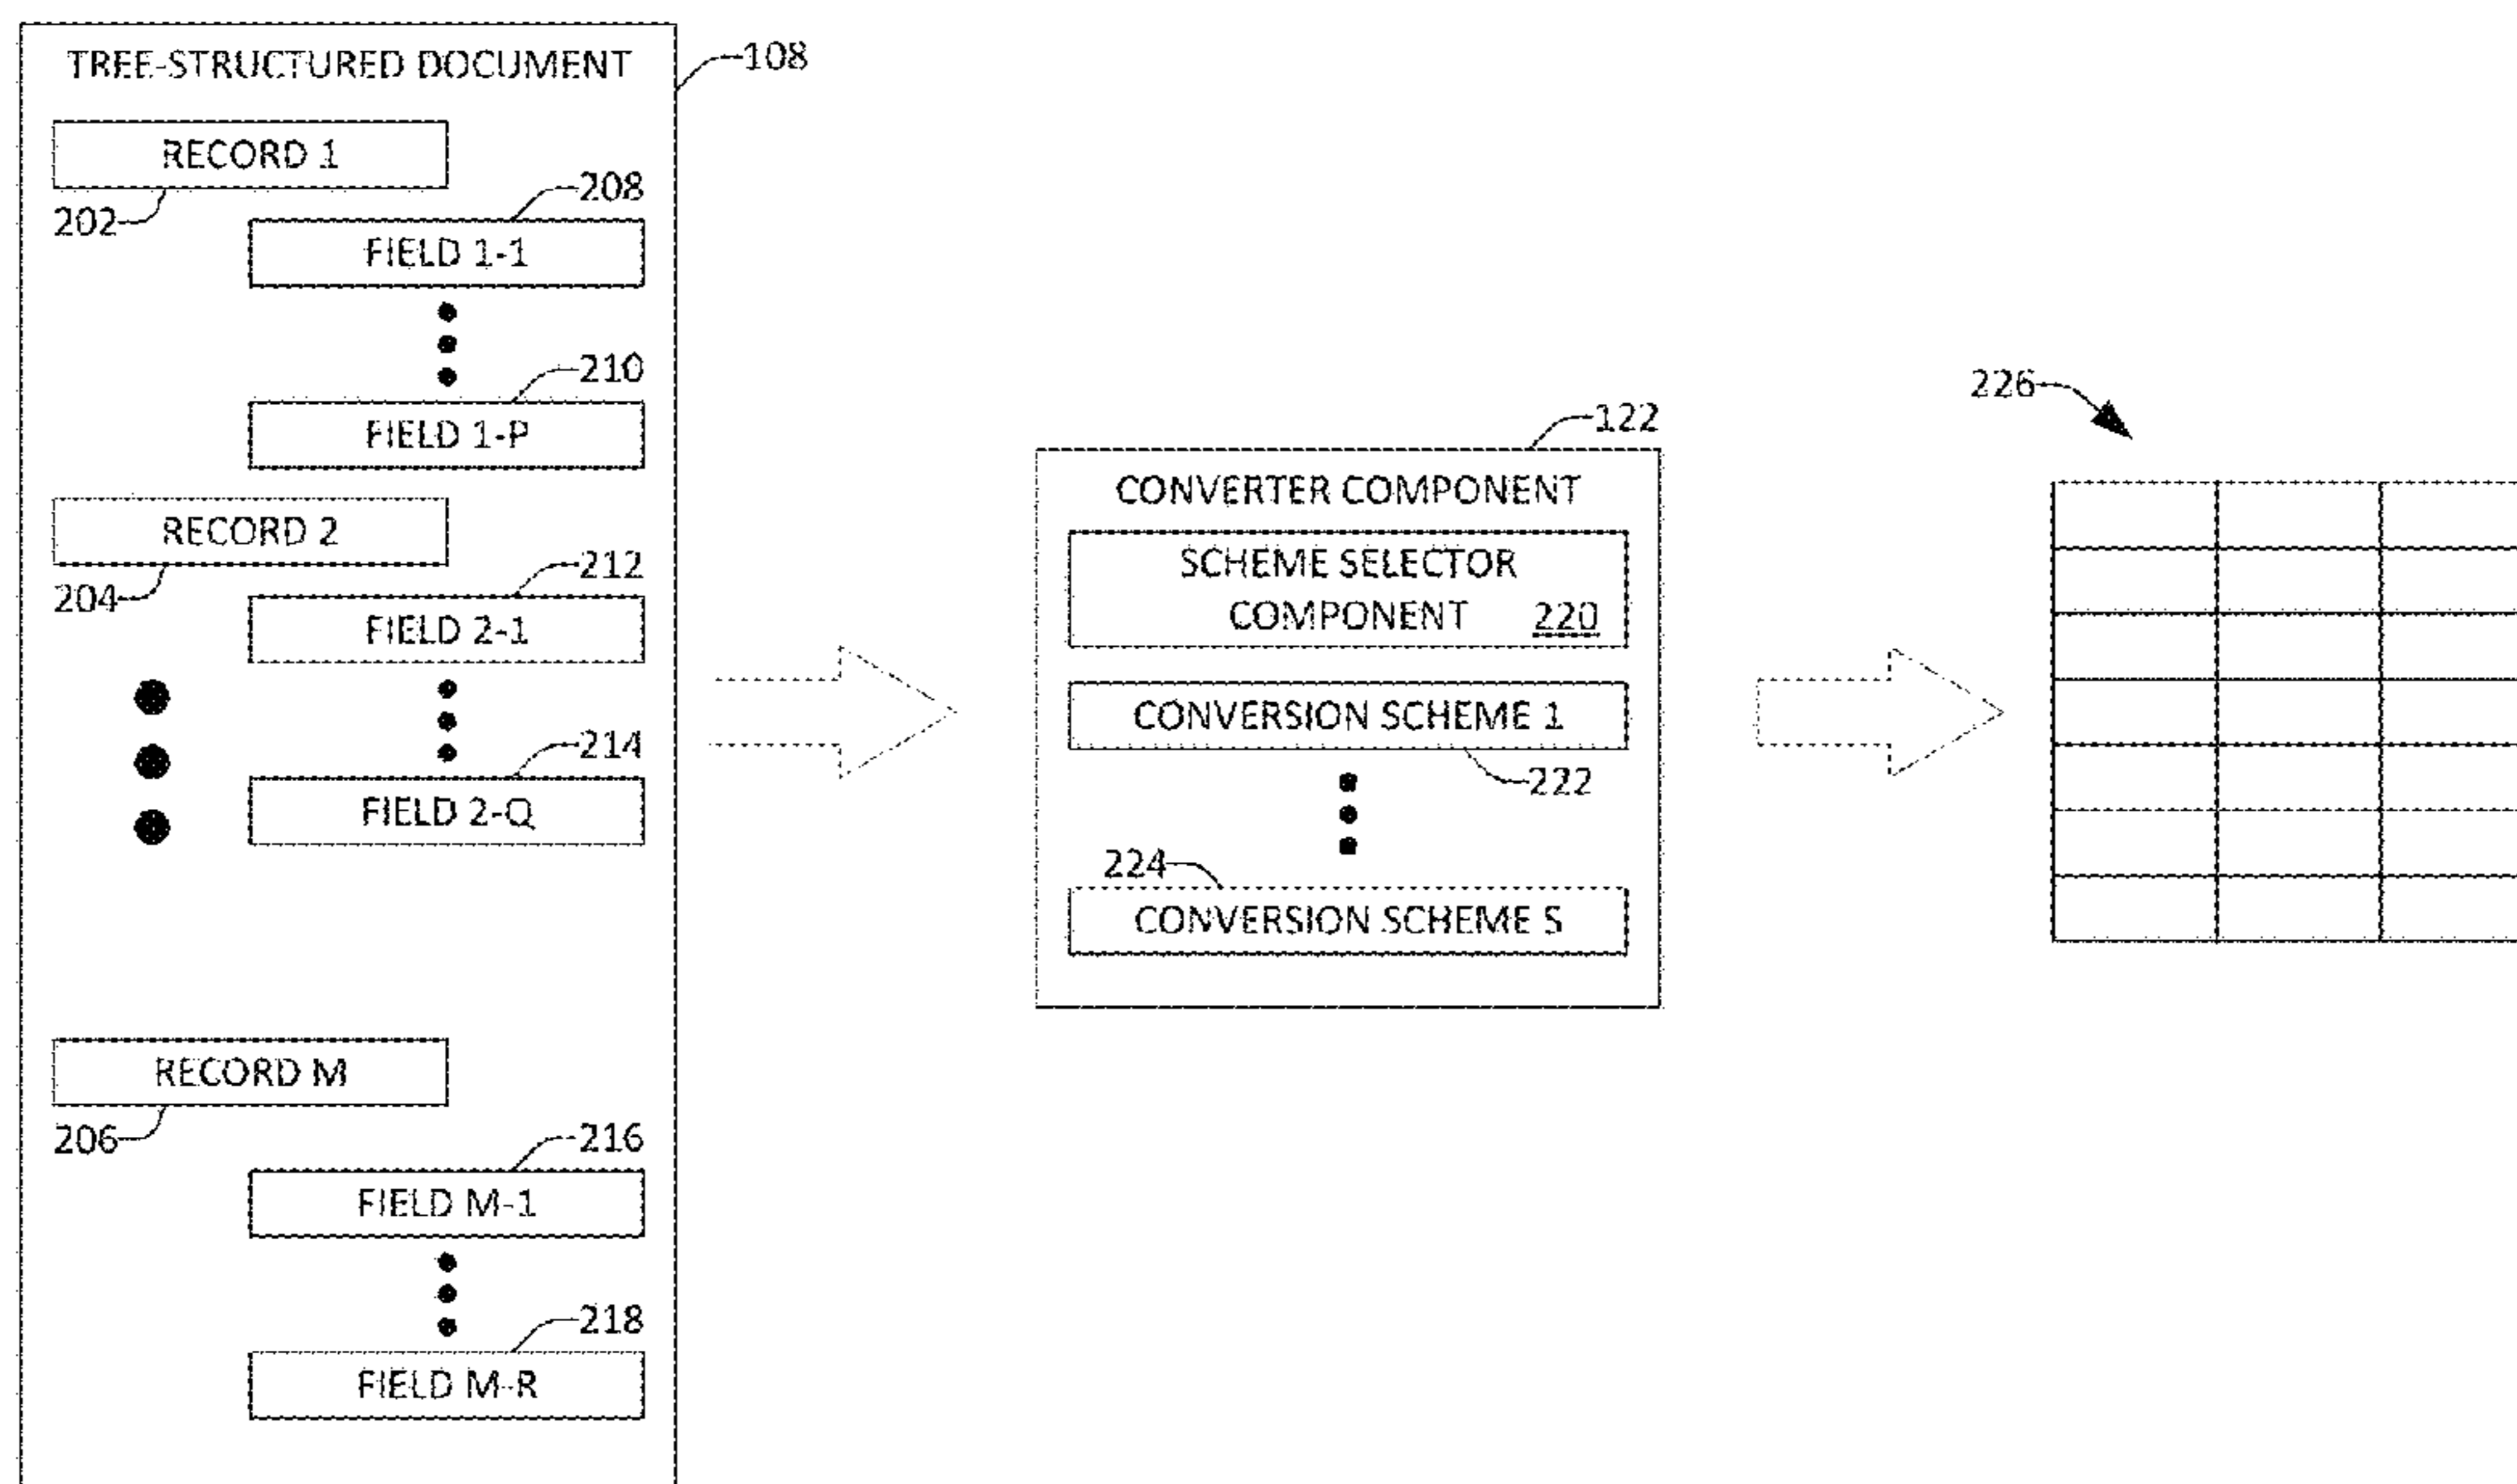 TREE-STRUCTURED DOCUMENT
108
RECORD 1
202
208
FIELD 1-1
210
FIELD 1-P
RECORD 2
204
212
FIELD 2-1
214
FIELD 2-Q
RECORD M
206
216
FIELD M-1
218
FIELD M-R
122
CONVERTER COMPONENT
SCHEME SELECTOR
COMPONENT 220
CONVERSION SCHEME 1
222
224
CONVERSION SCHEME S
226